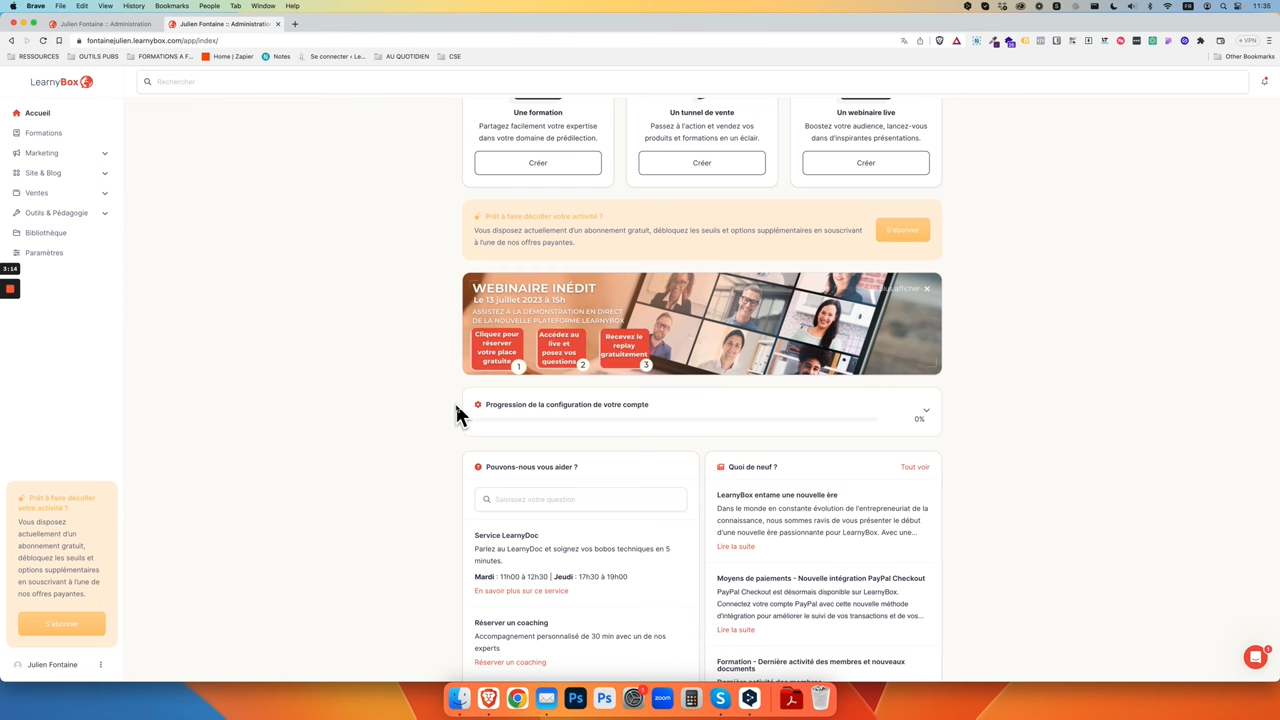 Brave File Edit View History Bookmarks People Tab Window Help
FR 11:35
Julien Fontaine :: Administratio
Julien Fontaine :: Administratio
fontainejulien.learnybox.com/app/index/
VPN
RESSOURCES OUTILS PUBS FORMATIONS A F... Home | Zapier Notes Se connecter ‹ Le... AU QUOTIDIEN CSE Other Bookmarks
LearnyBox
Rechercher
Accueil
Formations
Marketing
Site & Blog
Ventes
Outils & Pédagogie
Bibliothèque
Paramètres
3:14
Prêt à faire décoller votre activité ?
Vous disposez
actuellement d'un
abonnement gratuit,
débloquez les seuils et
options supplémentaires
en souscrivant à l'une de
nos offres payantes.
S'abonner
Julien Fontaine
Une formation
Partagez facilement votre expertise
dans votre domaine de prédilection.
Créer
Un tunnel de vente
Passez à l'action et vendez vos
produits et formations en un éclair.
Créer
Un webinaire live
Boostez votre audience, lancez-vous
dans d'inspirantes présentations.
Créer
Prêt à faire décoller votre activité ?
Vous disposez actuellement d'un abonnement gratuit, débloquez les seuils et options supplémentaires en souscrivant
à l'une de nos offres payantes.
S'abonner
WEBINAIRE INÉDIT
Le 13 juillet 2023 à 15h
ASSISTEZ À LA DÉMONSTRATION EN DIRECT
DE LA NOUVELLE PLATEFORME LEARNYBOX
Cliquez pour
réserver
votre place
gratuite
1
Accédez au
live et
posez vos
questions
2
Recevez le
replay
gratuitement
3
plus afficher
Progression de la configuration de votre compte
0%
Pouvons-nous vous aider ?
Saisissez votre question
Service LearnyDoc
Parlez au LearnyDoc et soignez vos bobos techniques en 5
minutes.
Mardi : 11h00 à 12h30 | Jeudi : 17h30 à 19h00
En savoir plus sur ce service
Réserver un coaching
Accompagnement personnalisé de 30 min avec un de nos
experts
Réserver un coaching
Quoi de neuf ?
Tout voir
LearnyBox entame une nouvelle ère
Dans le monde en constante évolution de l'entrepreneuriat de la
connaissance, nous sommes ravis de vous présenter le début
d'une nouvelle ère passionnante pour LearnyBox. Avec une...
Lire la suite
Moyens de paiements - Nouvelle intégration PayPal Checkout
PayPal Checkout est désormais disponible sur LearnyBox.
Connectez votre compte PayPal avec cette nouvelle méthode
d'intégration pour améliorer le suivi de vos transactions et de vos...
Lire la suite
Formation - Dernière activité des membres et nouveaux
documents
1
Ps
Ps
zoom